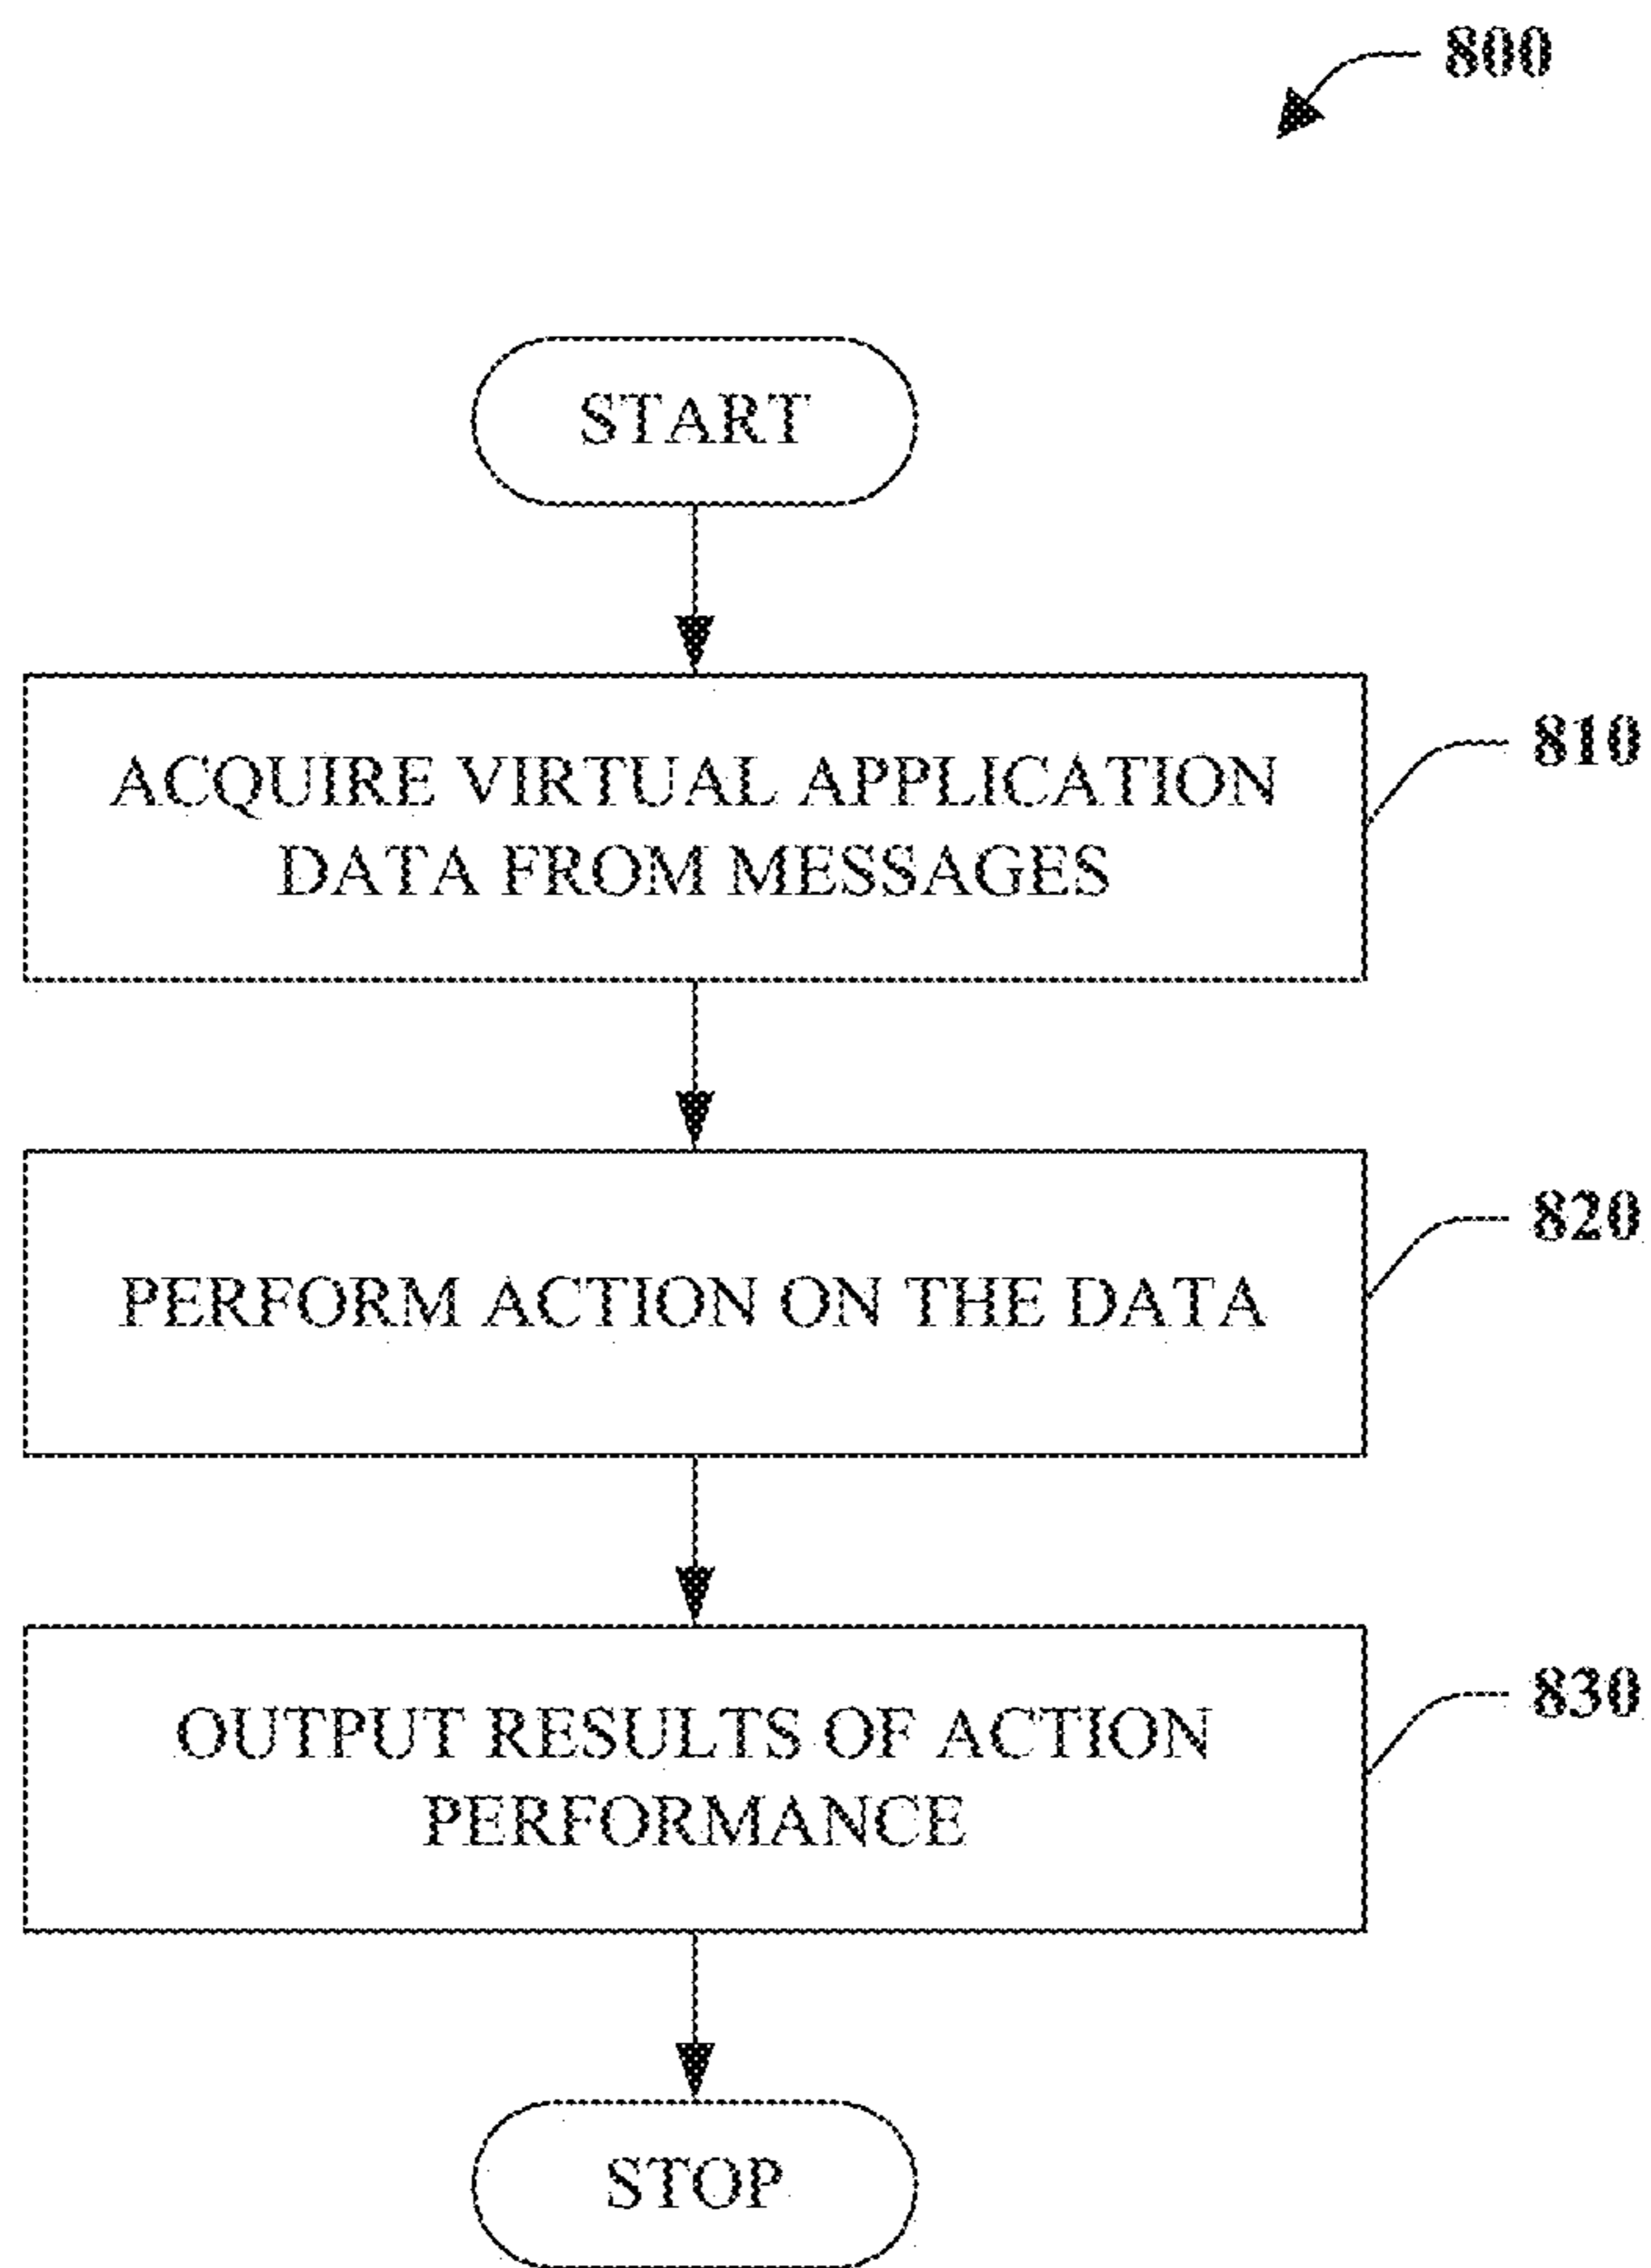 800
START
ACQUIRE VIRTUAL APPLICATION
DATA FROM MESSAGES
810
PERFORM ACTION ON THE DATA
820
OUTPUT RESULTS OF ACTION
PERFORMANCE
830
STOP